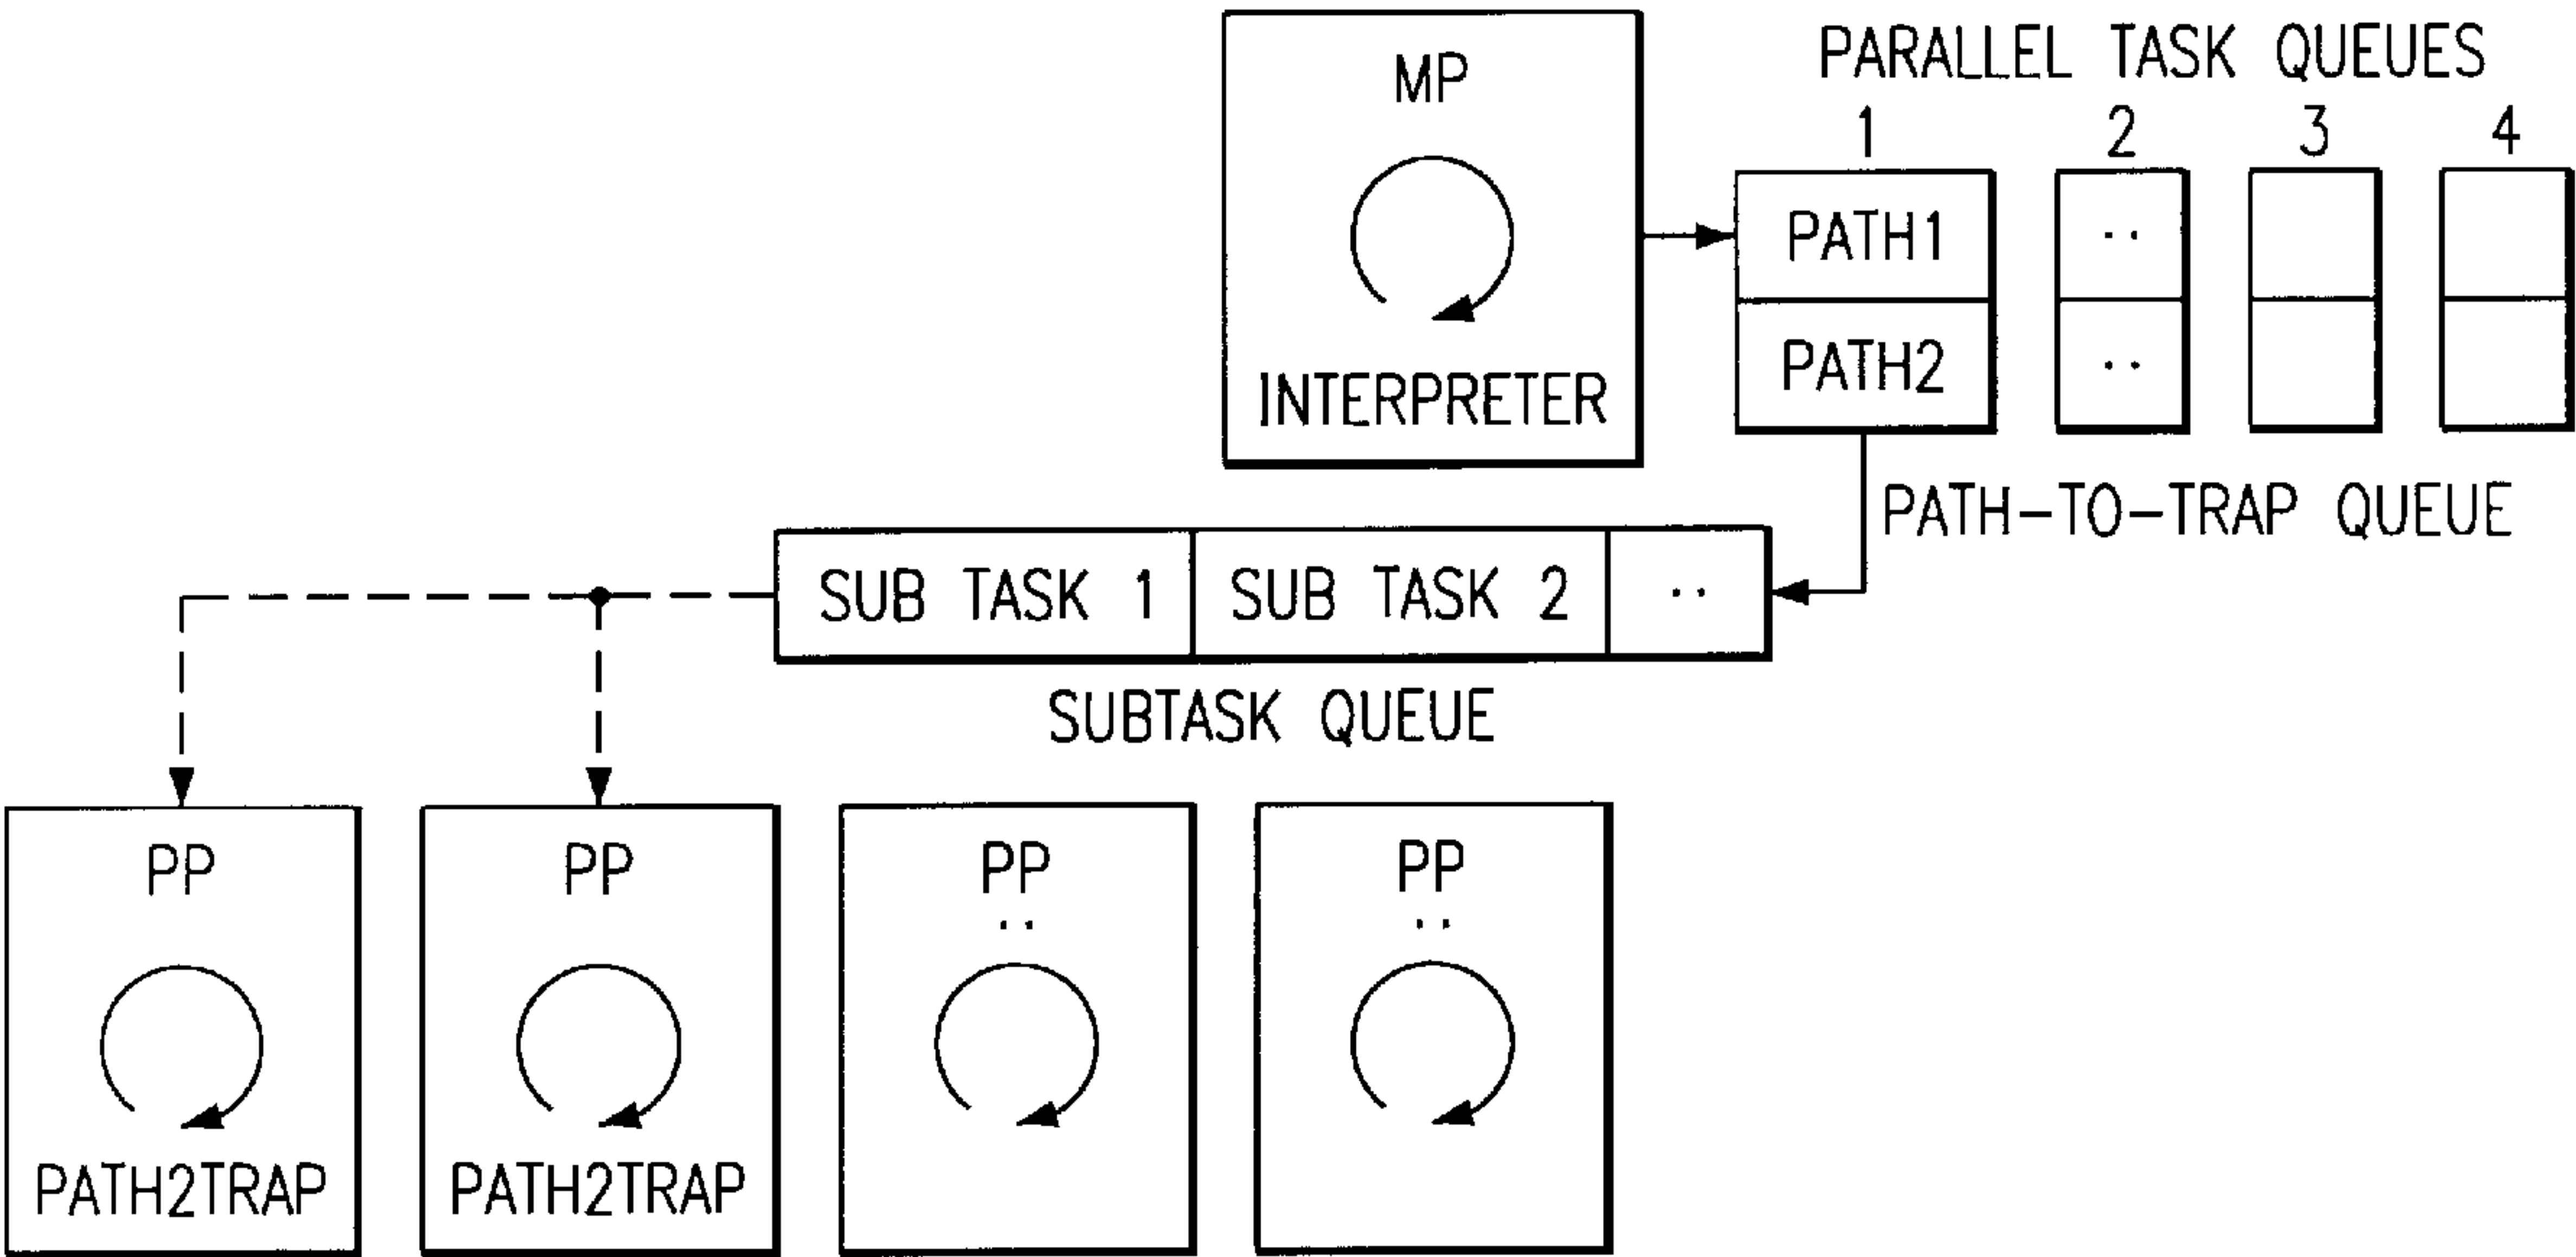 MP
INTERPRETER
PARALLEL TASK QUEUES
1 2 3 4
PATH1 ..
PATH2 ..
PATH-TO-TRAP QUEUE
SUB TASK 1 SUB TASK 2 ..
SUBTASK QUEUE
PP PP PP PP
.. ..
PATH2TRAP PATH2TRAP